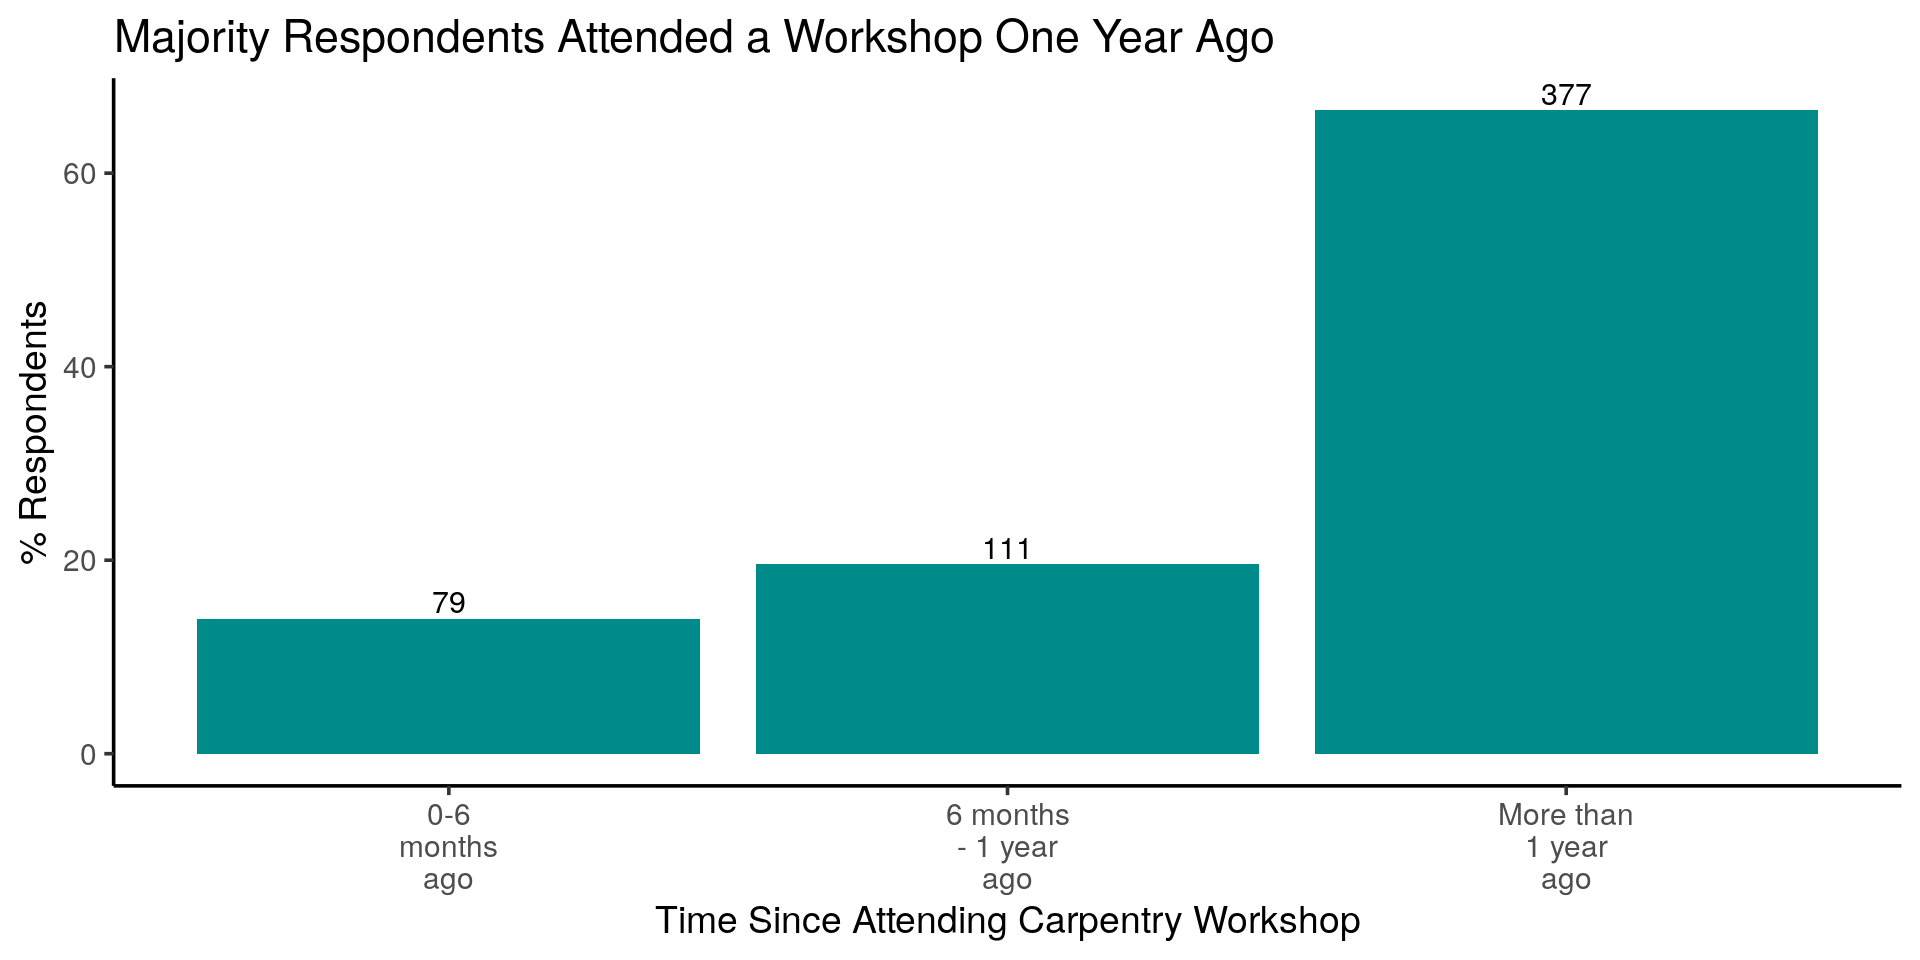 Majority Respondents Attended a Workshop One Year Ago
% Respondents
60
40
20
0
79
111
377
0-6
months
ago
6 months
- 1 year
ago
More than
1 year
ago
Time Since Attending Carpentry Workshop